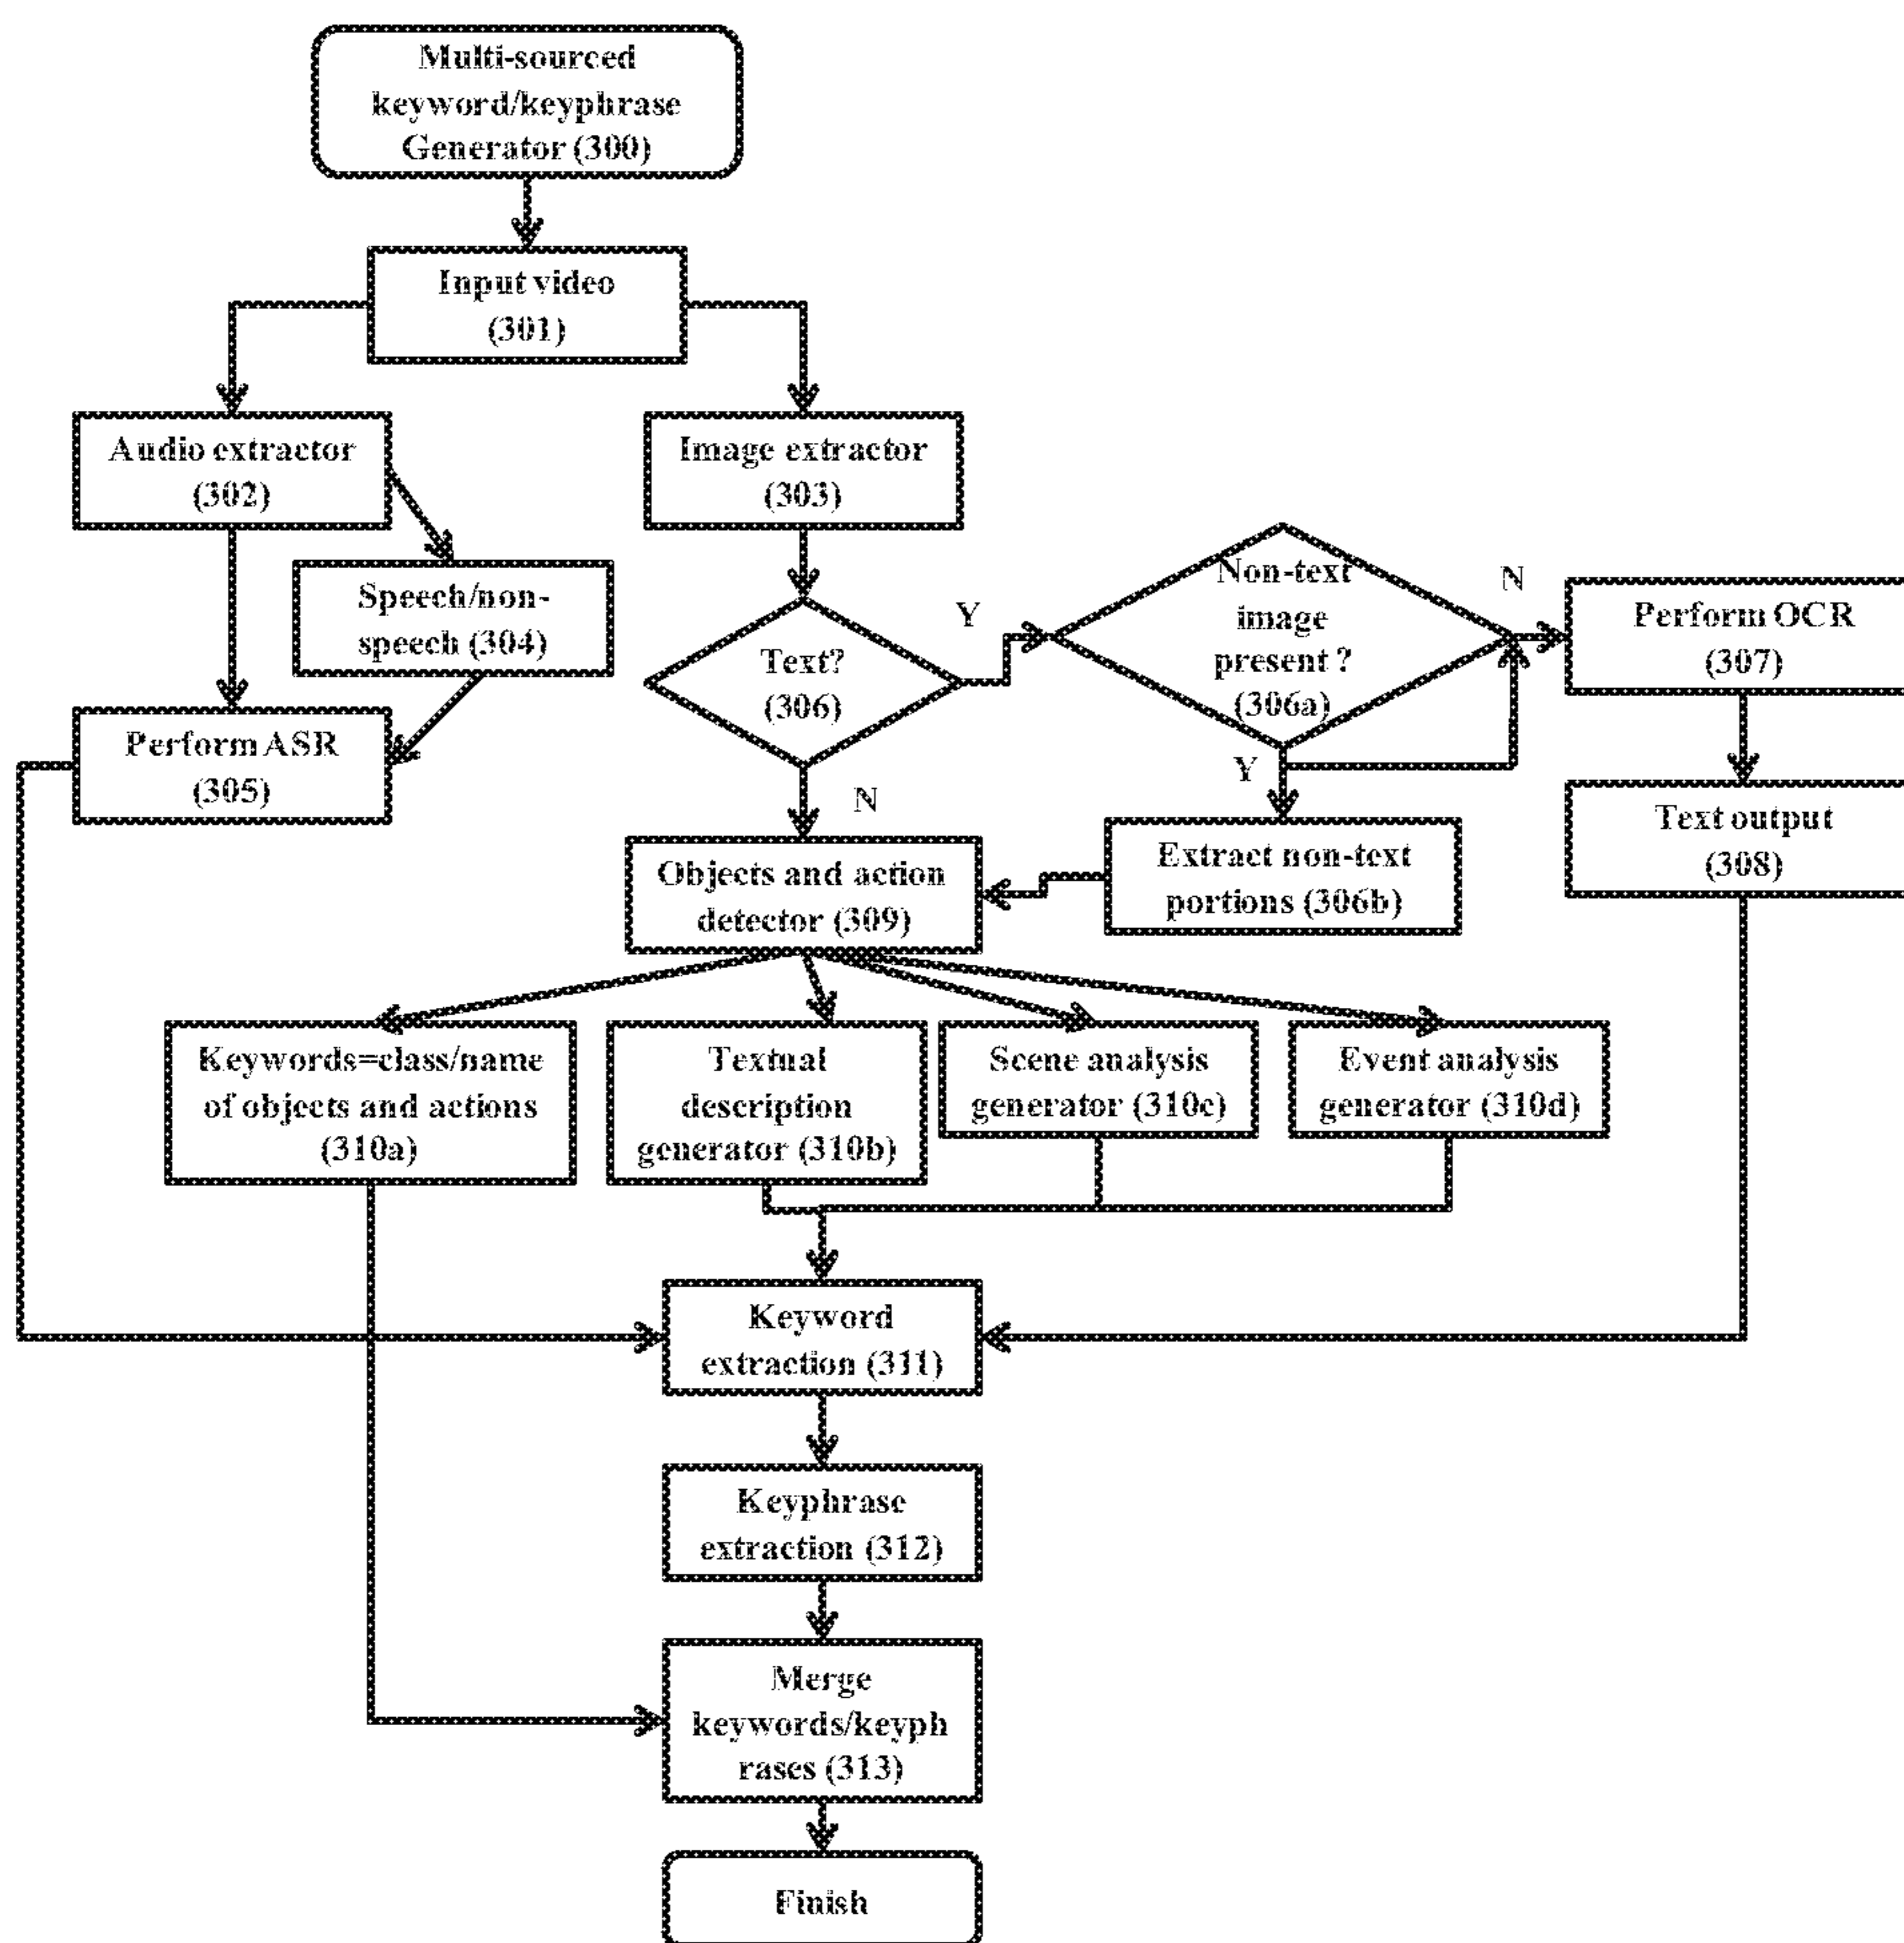 Multi-sourced
keyword/keyphrase
Generator (300)
Input video
(301)
Audio extractor
(302)
Image extractor
(303)
Speech/non-
speech (304)
Perform ASR
(305)
Text?
(306)
Y
N
Non-text
image
present ?
(306a)
N
Y
Perform OCR
(307)
Text output
(308)
Extract non-text
portions (306b)
Objects and action
detector (309)
Keywords=class/name
of objects and actions
(310a)
Textual
description
generator (310b)
Scene analysis
generator (310c)
Event analysis
generator (310d)
Keyword
extraction (311)
Keyphrase
extraction (312)
Merge
keywords/keyph
rases (313)
Finish